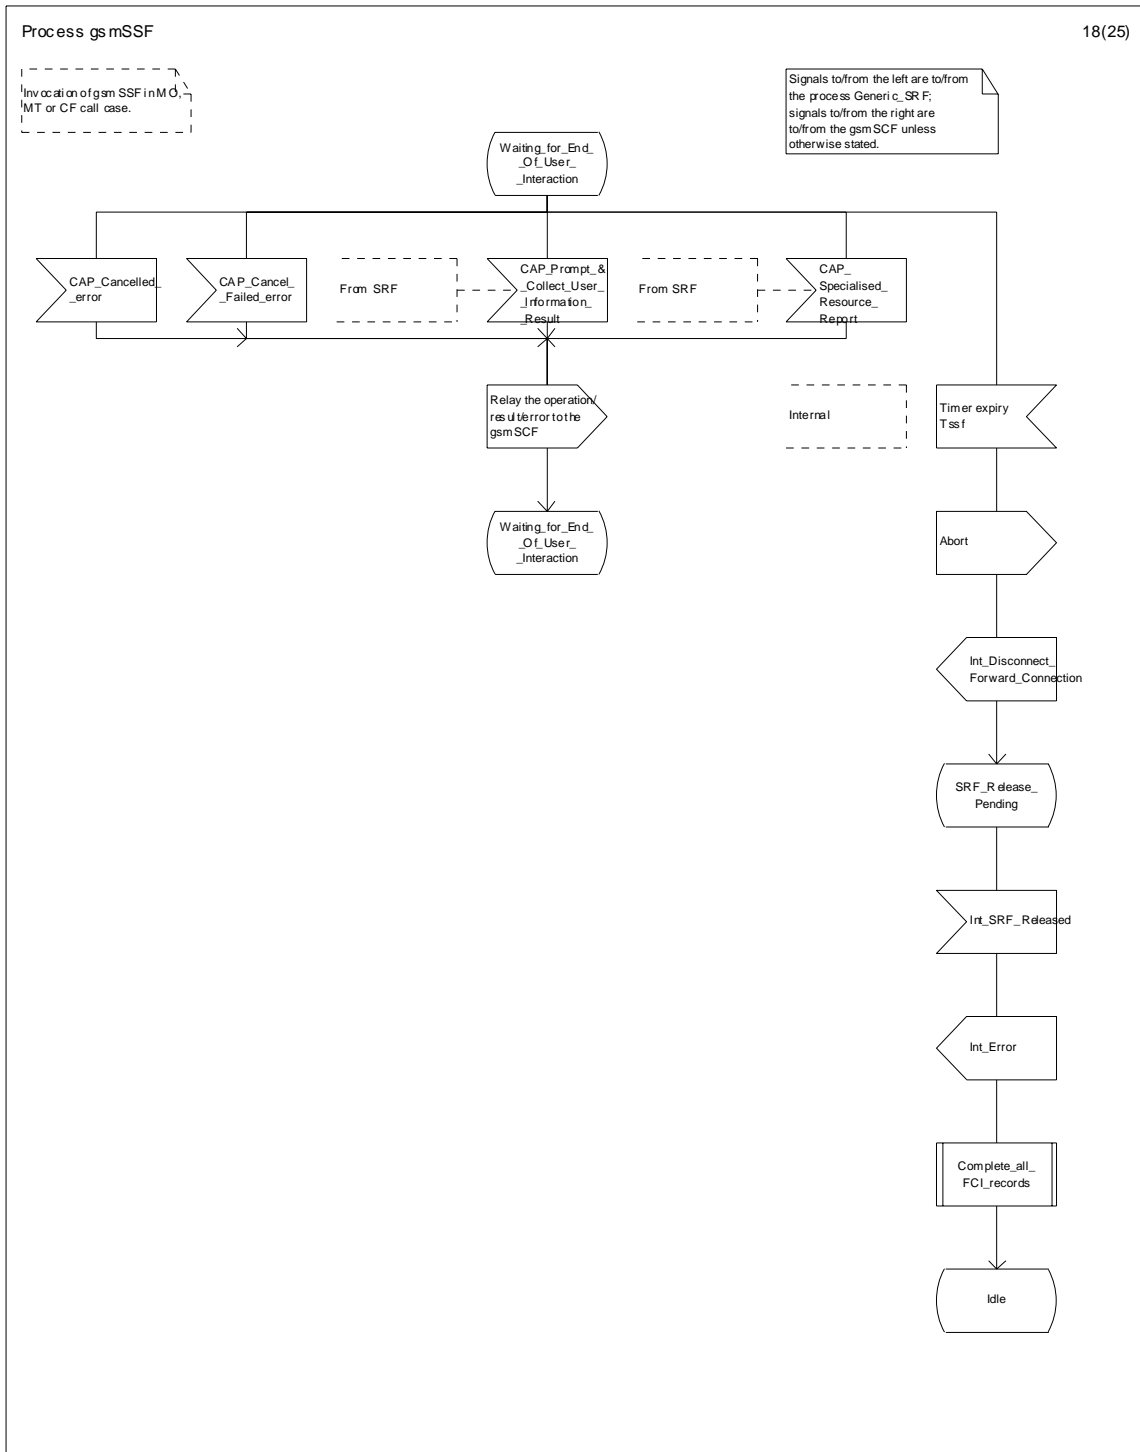 Process gsmSSF
18(25)
Invocation of gsmSSF in MO,
MT or CF call case.
Signals to/from the left are to/from
the process Generic_SRF;
signals to/from the right are
to/from the gsmSCF unless
otherwise stated.
Waiting_for_End_
_Of_User_
_Interaction
CAP_Cancelled_
_error
CAP_Cancel_
_Failed_error
From SRF
CAP_Prompt_&
_Collect_User_
_Information_
_Result
From SRF
CAP_
Specialised_
Resource_
Report
Relay the operation/
result/error to the
gsmSCF
Internal
Timer expiry
Tssf
Waiting_for_End_
_Of_User_
_Interaction
Abort
Int_Disconnect_
Forward_Connection
SRF_Release_
Pending
Int_SRF_Released
Int_Error
Complete_all_
FCI_records
Idle